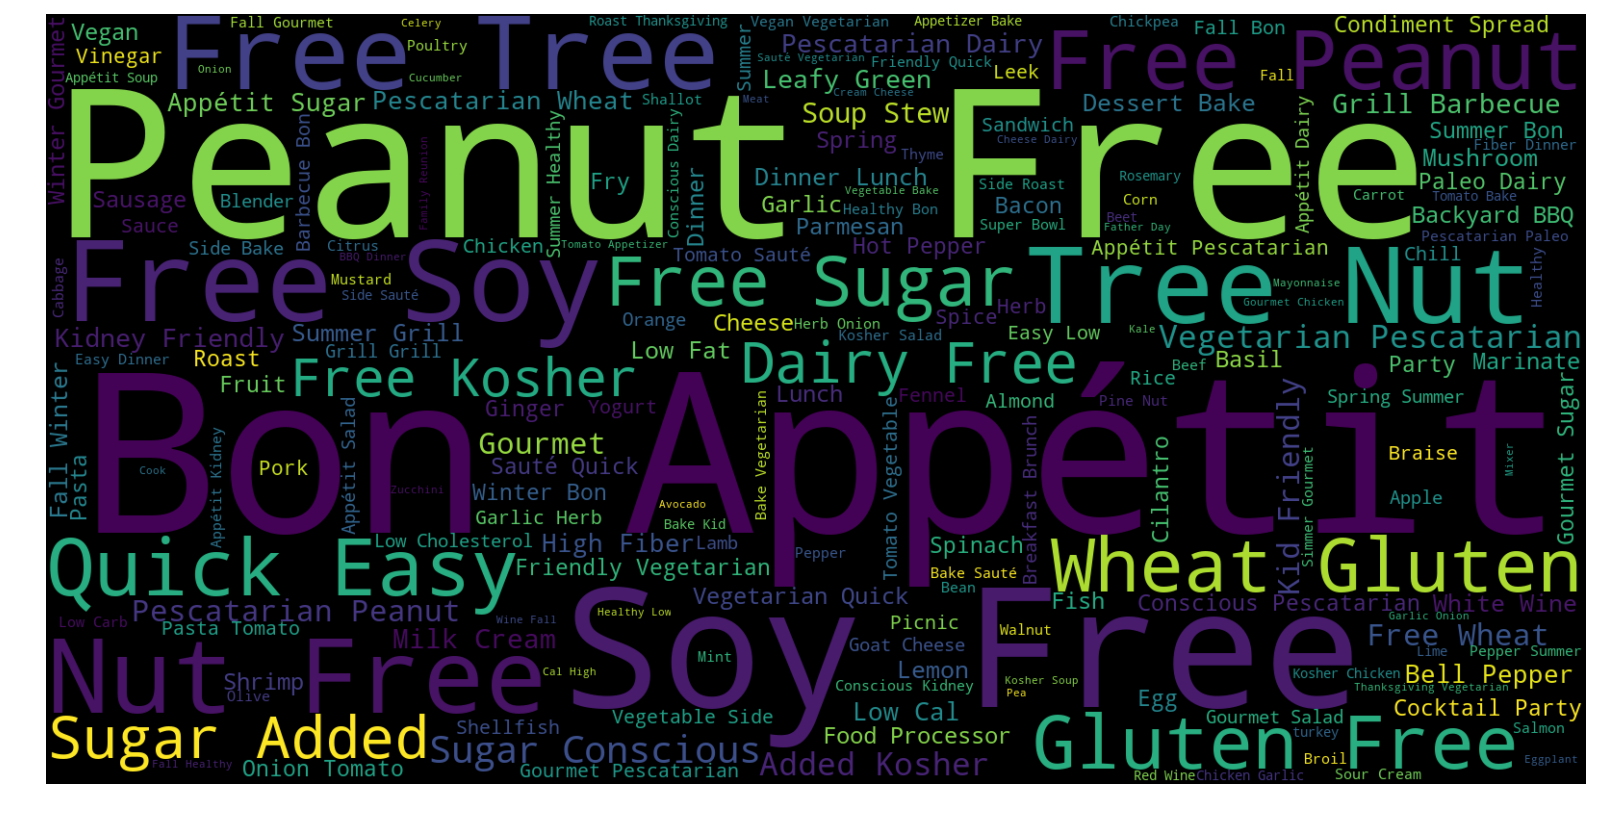 Winter Gourmet
Vegan
Vinegar
Appétit Soup
Fall Gourmet
Free Tree
Onion
Celery
Poultry
Cucumber
Roast Thanksgiving
Summer
Vegan Vegetarian
Pescatarian Dairy
Sauté Vegetarian
Friendly Quick
Leafy Green
Cream Cheese
Appetizer Bake
Leek
Chickpea
Fall Bon
Condiment Spread
Free Peanut
Fall
Appétit Sugar
Pescatarian Wheat
Shallot
Meat
Soup Stew
Spring
Dessert Bake
Grill Barbecue
Sandwich
Cheese Dairy
Appétit Dairy
Summer Bon
Fiber Dinner
Mushroom
Peanut Free
Barbecue Bon
Family Reunion
Summer Healthy
Conscious Dairy
Fry
Dinner
Dinner Lunch
Thyme
Vegetable Bake
Side Roast
Rosemary
Paleo Dairy
Carrot
Tomato Bake
Sausage
Blender
Sauce
Garlic
Healthy Bon
Bacon
Corn
Beet
Super Bowl
Father Day
Backyard BBQ
Parmesan
Side Bake
Citrus
BBQ Dinner
Chicken
Tomato Appetizer
Tomato Sauté
Hot Pepper
Appétit Pescatarian
Pescatarian Paleo
Chill
Healthy
Cabbage
Free Soy
Mustard
Side Sauté
Free Sugar
Tree Nut
Mayonnaise
Gourmet Chicken
Herb
Spice
Kidney Friendly
Summer Grill
Orange
Cheese
Herb Onion
Kosher Salad
Easy Low
Kale
Vegetarian Pescatarian
Easy Dinner
Roast
Grill Grill
Low Fat
Dairy Free
Beef
Basil
Party
Marinate
Fall Winter
Fruit
Free Kosher
Rice
Pasta
Appétit Kidney
Appétit Salad
Ginger
Yogurt
Bake Vegetarian
Lunch
Tomato Vegetable
Fennel
Almond
Breakfast Brunch
Pine Nut
Cilantro
Kid Friendly
Spring Summer
Simmer Gourmet
Gourmet Sugar
Bon Appétit
Gourmet
Braise
Mixer
Cook
Pork
Sauté Quick
Zucchini
Winter Bon
Avocado
Apple
Garlic Herb
Bake Kid
Quick Easy
Low Cholesterol
High Fiber
Lamb
Pepper
Spinach
Wheat Gluten
Friendly Vegetarian
Bake Sauté
Bean
Low Carb
Pescatarian Peanut
Wine Fall
Healthy Low
Vegetarian Quick
Fish
Conscious Pescatarian
White Wine
Pasta Tomato
Milk Cream
Soy Free
Picnic
Walnut
Garlic Onion
Free Wheat
Nut Free
Goat Cheese
Lime
Pepper Summer
Shrimp
Olive
Cal High
Mint
Lemon
Kosher Soup
Pea
Kosher Chicken
Bell Pepper
Thanksgiving Vegetarian
Conscious Kidney
Egg
Sugar Added
Shellfish
Vegetable Side
Low Cal
Gluten Free
Gourmet Salad
turkey
Cocktail Party
Salmon
Sugar Conscious
Food Processor
Broil
Eggplant
Fall Healthy
Onion Tomato
Gourmet Pescatarian
Added Kosher
Red Wine
Chicken Garlic
Sour Cream